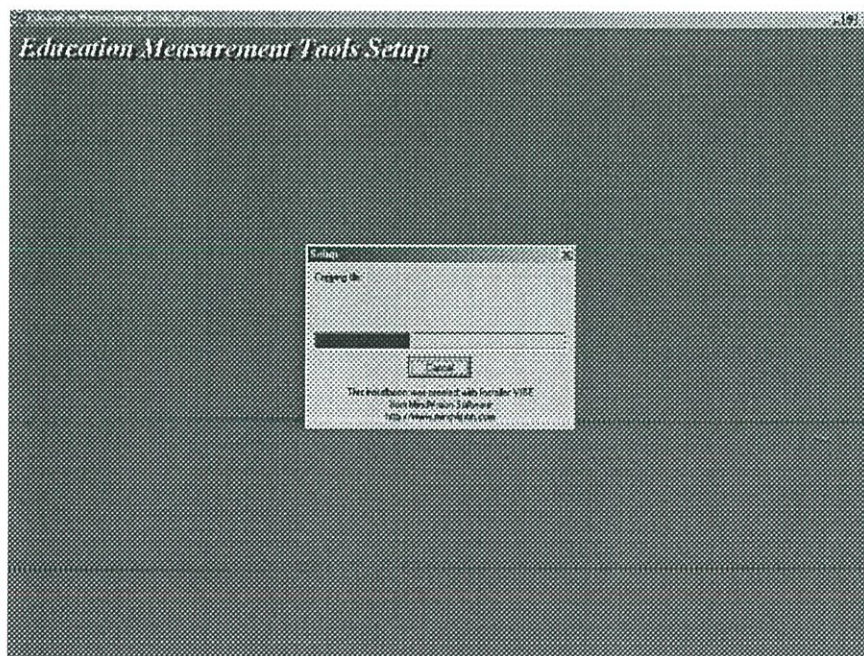 Education Measurement Tools Setup
Setup
Copying file:
Cancel
This installation was created with Installer VISE
from MindVision Software
http://www.mindvision.com